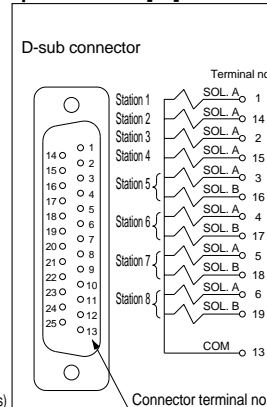 D-sub connector
Terminal no
Station 1 SOL. A 1
Station 2 SOL. A 14
Station 3 SOL. A 2
Station 4 SOL. A 15
Station 5 SOL. A 3
SOL. B 16
Station 6 SOL. A 4
SOL. B 17
Station 7 SOL. A 5
SOL. B 18
Station 8 SOL. A 6
SOL. B 19
COM 13
1
14 2
15 3
16 4
17 5
18 6
19 7
20 8
21 9
22 10
23 11
24 12
25 13
s)
Connector terminal no